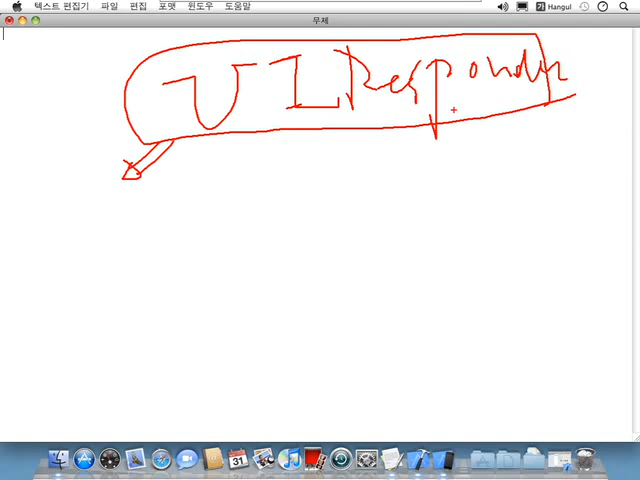 텍스트 편집기 파일 편집 포맷 윈도우 도움말 가 Hangul
무제
UIResponder
31